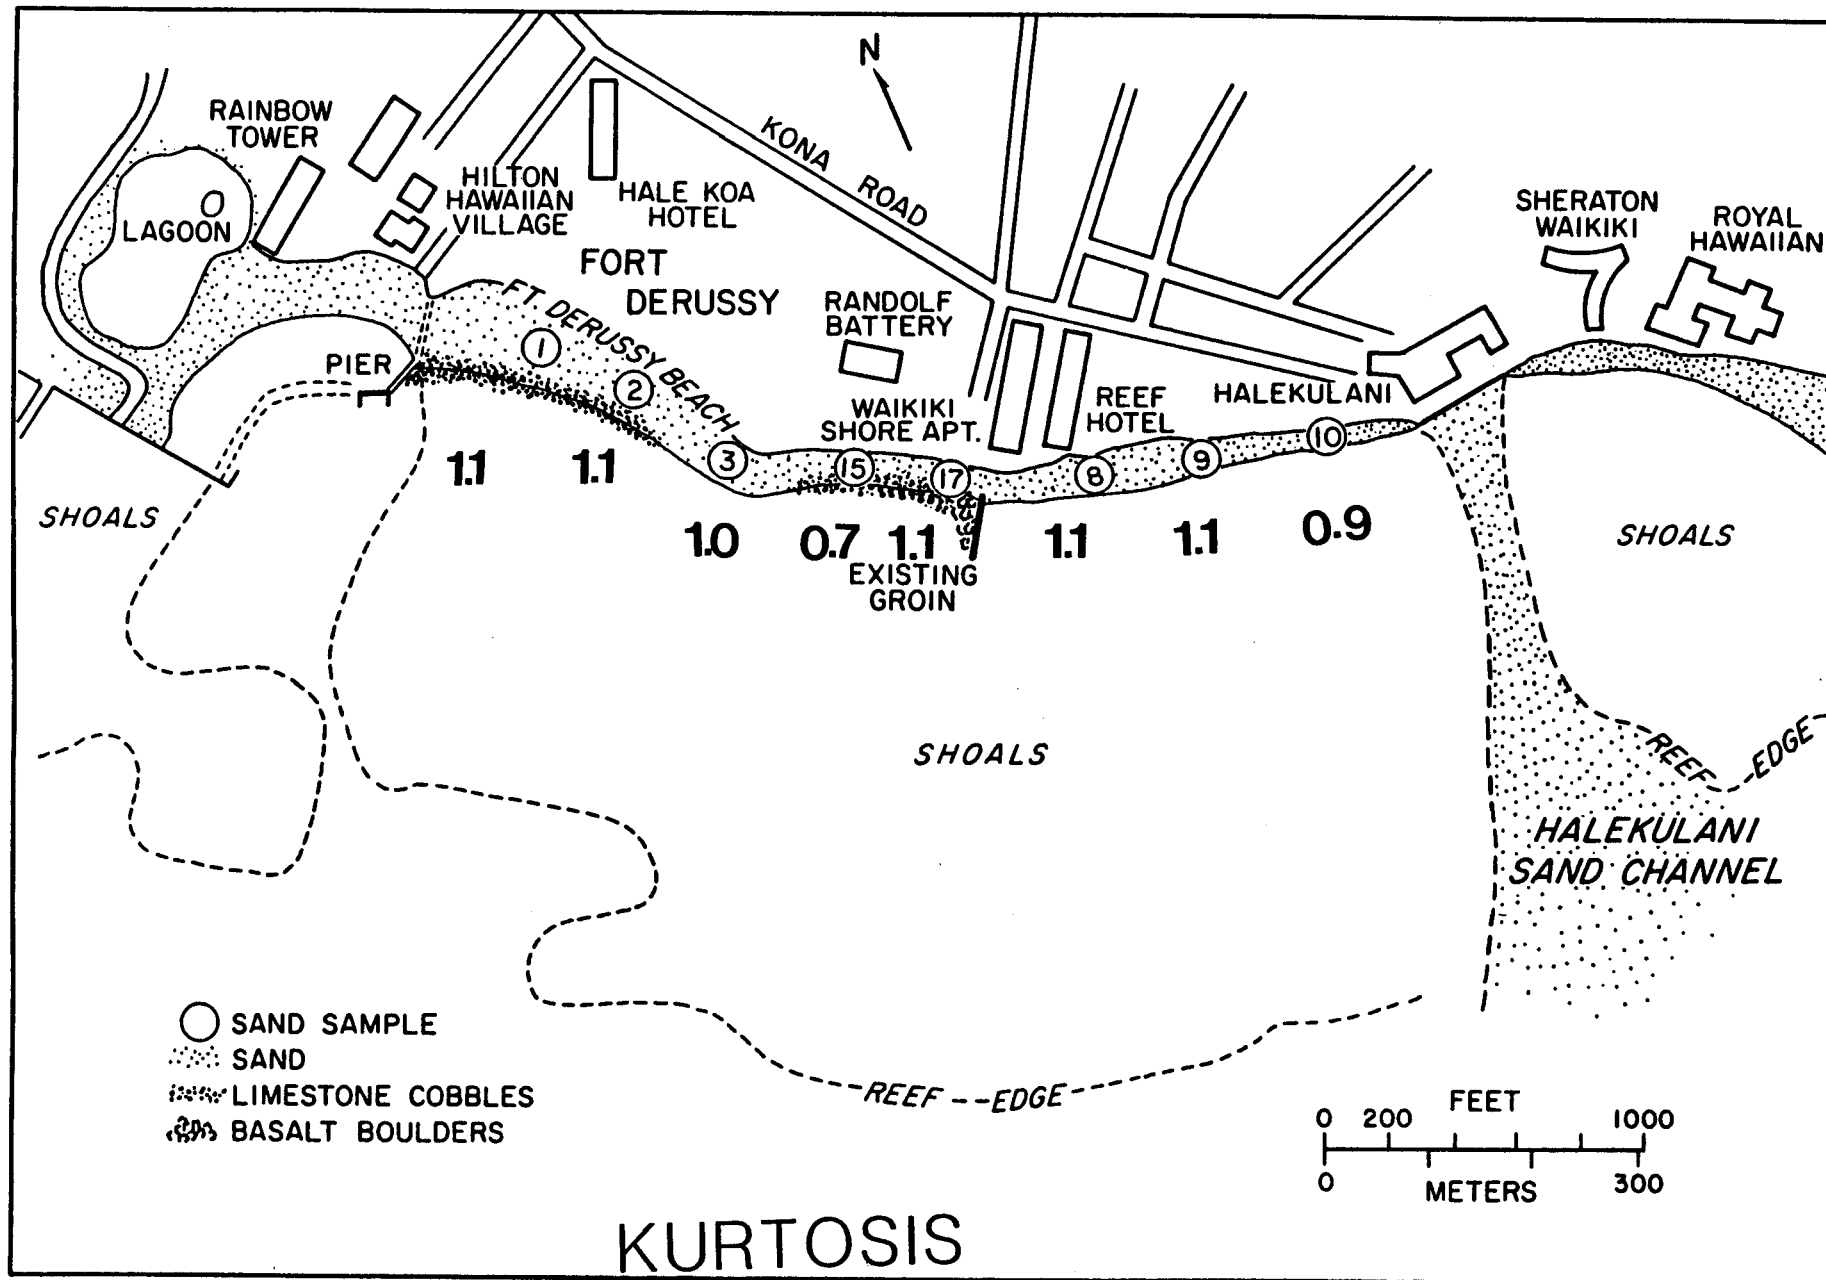 N
RAINBOW
TOWER
LAGOON
HILTON
HAWAIIAN
VILLAGE
HALE KOA
HOTEL
KONA ROAD
FORT
DERUSSY
FT. DERUSSY BEACH
RANDOLF
BATTERY
SHERATON
WAIKIKI
ROYAL
HAWAIIAN
PIER
WAIKIKI
SHORE APT.
REEF
HOTEL
HALEKULANI
1
2
3
15
17
8
9
10
1.1
1.1
1.0
0.7
1.1
1.1
1.1
0.9
EXISTING
GROIN
SHOALS
SHOALS
SHOALS
REEF EDGE
HALEKULANI
SAND CHANNEL
REEF EDGE
SAND SAMPLE
SAND
LIMESTONE COBBLES
BASALT BOULDERS
FEET
0 200 1000
0 METERS 300
KURTOSIS